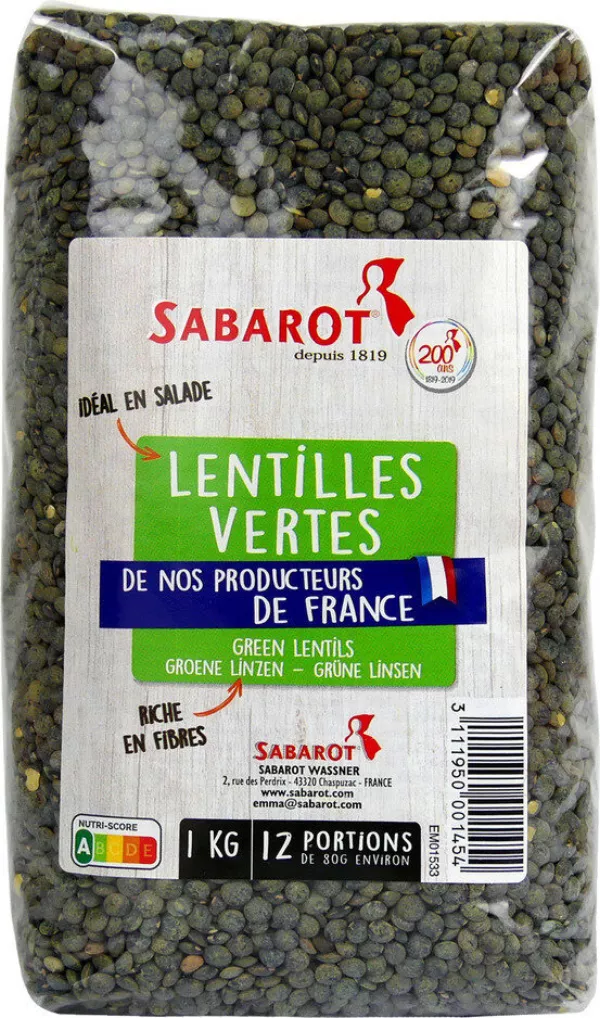 SABAROT
depuis 1819
200
ans
1819-2019
IDÉAL EN SALADE
LENTILLES
VERTES
DE NOS PRODUCTEURS
DE FRANCE
GREEN LENTILS
GROENE LINZEN – GRÜNE LINSEN
RICHE
EN FIBRES
SABAROT
SABAROT WASSNER
2, rue des Perdrix - 43320 Chaspuzac - FRANCE
www.sabarot.com
emma@sabarot.com
NUTRI-SCORE
A B C D E
1 KG
12 PORTIONS
DE 80G ENVIRON
EM01533
3 111950 001454